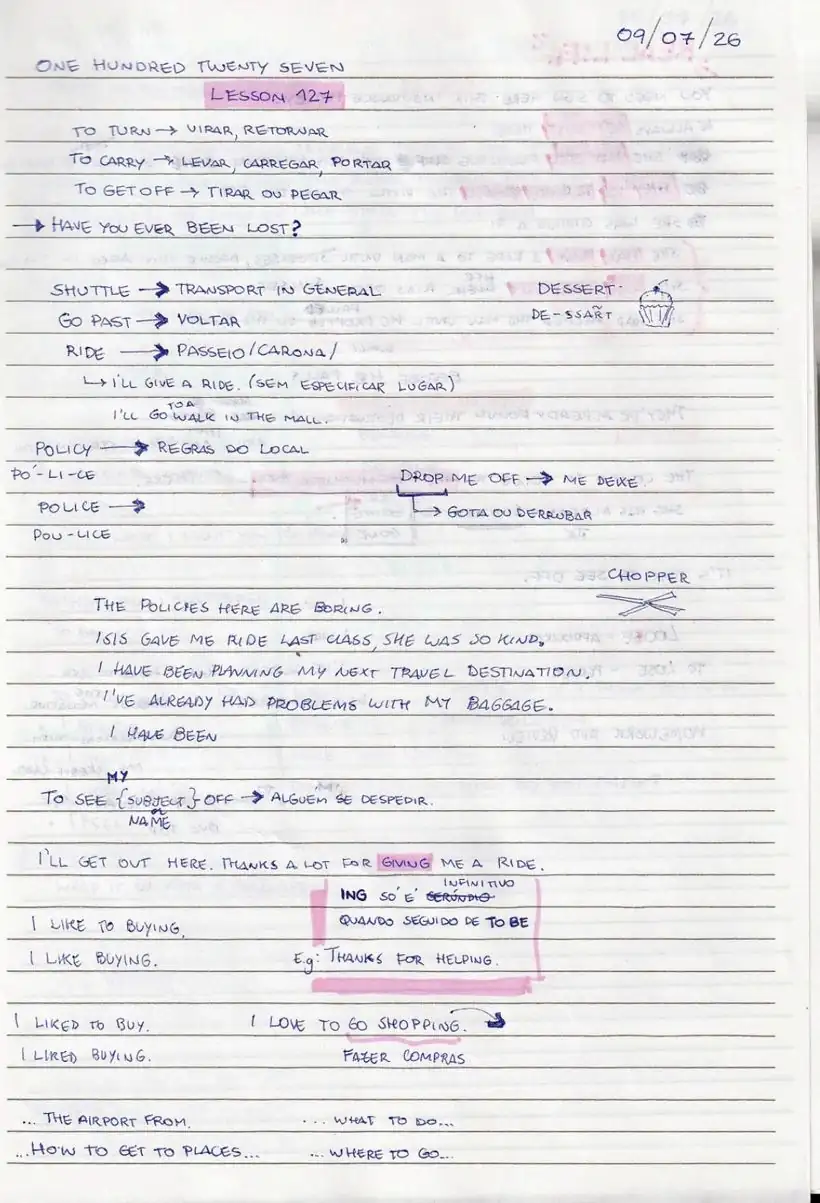 09/07/26
ONE HUNDRED TWENTY SEVEN
LESSON 127
TO TURN → VIRAR, RETORNAR
TO CARRY → LEVAR, CARREGAR, PORTAR
TO GET OFF → TIRAR OU PEGAR
→ HAVE YOU EVER BEEN LOST?
SHUTTLE → TRANSPORT IN GENERAL
DESSERT.
GO PAST → VOLTAR
DE-SSAÑT
RIDE → PASSEIO/CARONA/
↳ I'LL GIVE A RIDE. (SEM ESPECIFICAR LUGAR)
TO A
I'LL GO WALK IN THE MALL.
POLICY → REGRAS DO LOCAL
PO'-LI-CE
DROP ME OFF → ME DEIXE.
POLICE →
↳ GOTA OU DERRUBAR
POU-LICE
CHOPPER
THE POLICIES HERE ARE BORING.
ISIS GAVE ME RIDE LAST CLASS, SHE WAS SO KIND.
I HAVE BEEN PLANNING MY NEXT TRAVEL DESTINATION.
I'VE ALREADY HAD PROBLEMS WITH MY BAGGAGE.
I HAVE BEEN
MY
TO SEE {SUBJECT} OFF → ALGUÉM SE DESPEDIR.
OR
NAME
I'LL GET OUT HERE. THANKS A LOT FOR GIVING ME A RIDE.
INFINITIVO
ING SÓ É GERÚNDIO
QUANDO SEGUIDO DE TO BE
I LIKE TO BUYING.
I LIKE BUYING.
E.g: THANKS FOR HELPING.
I LIKED TO BUY.
I LOVE TO GO SHOPPING.
I LIKED BUYING.
FAZER COMPRAS
... THE AIRPORT FROM.
... WHAT TO DO...
...HOW TO GET TO PLACES...
... WHERE TO GO...